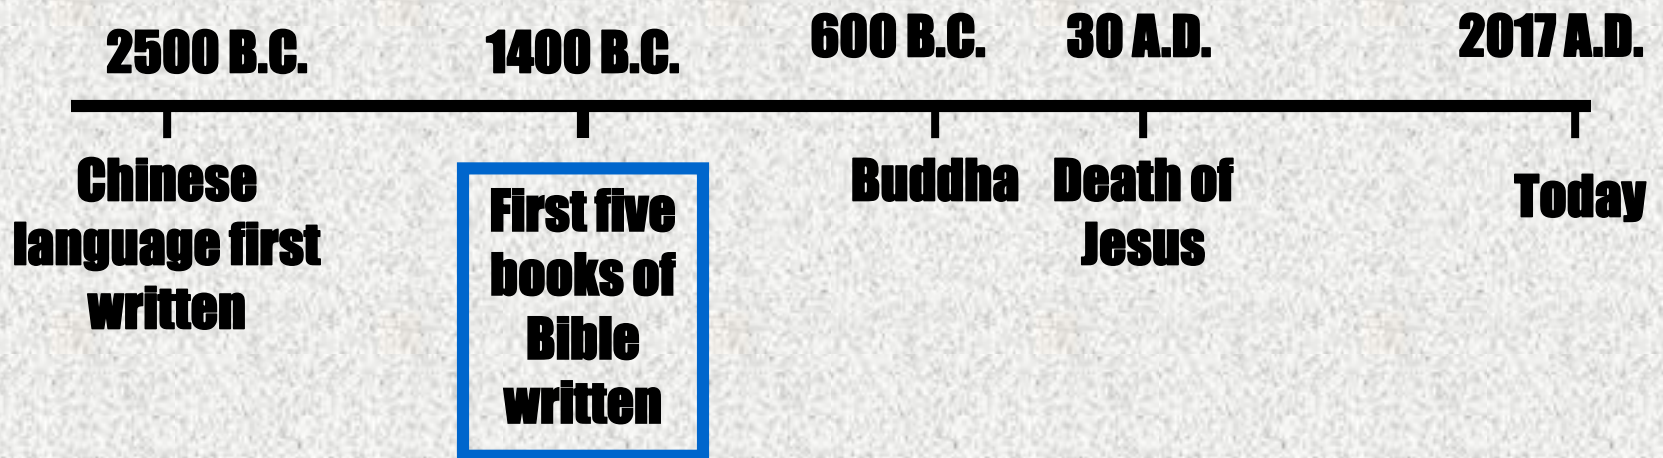 2500 B.C.
1400 B.C.
600 B.C.
30 A.D.
2017 A.D.
Chinese
language first
written
First five
books of
Bible
written
Buddha
Death of
Jesus
Today